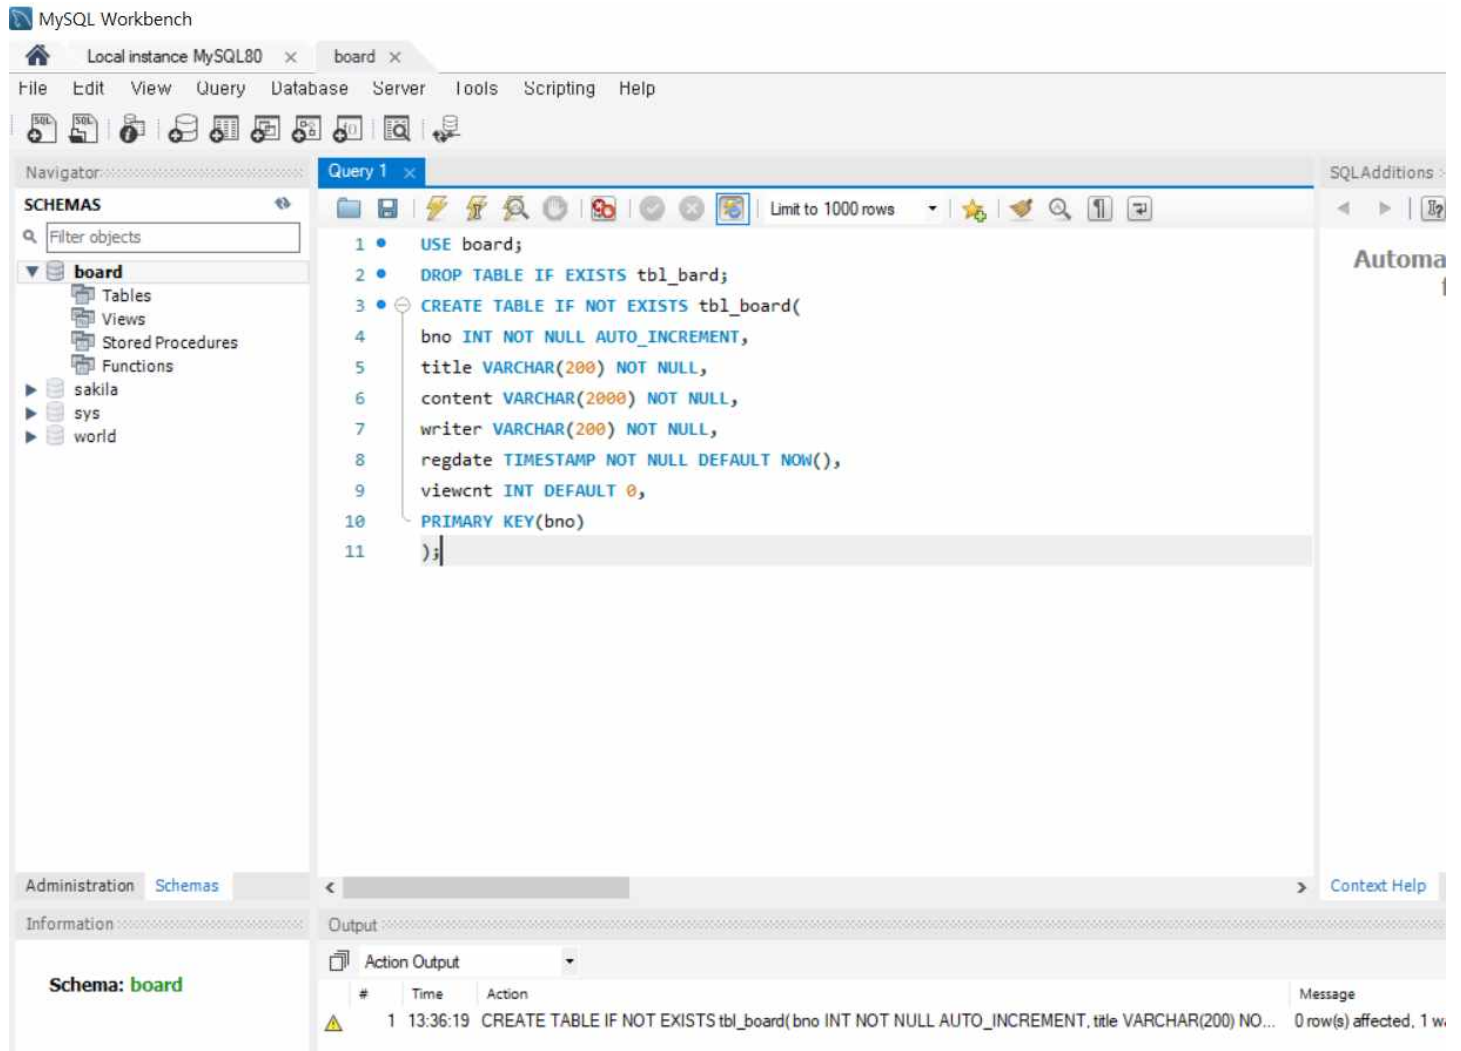 MySQL Workbench
Local instance MySQL80
board
File Edit View Query Database Server Tools Scripting Help
Navigator
SCHEMAS
Filter objects
board
Tables
Views
Stored Procedures
Functions
sakila
sys
world
Administration Schemas
Information
Schema: board
Query 1
Limit to 1000 rows
1 USE board;
2 DROP TABLE IF EXISTS tbl_bard;
3 CREATE TABLE IF NOT EXISTS tbl_board(
4 bno INT NOT NULL AUTO_INCREMENT,
5 title VARCHAR(200) NOT NULL,
6 content VARCHAR(2000) NOT NULL,
7 writer VARCHAR(200) NOT NULL,
8 regdate TIMESTAMP NOT NULL DEFAULT NOW(),
9 viewcnt INT DEFAULT 0,
10 PRIMARY KEY(bno)
11 );
Output
Action Output
# Time Action Message
1 13:36:19 CREATE TABLE IF NOT EXISTS tbl_board( bno INT NOT NULL AUTO_INCREMENT, title VARCHAR(200) NO... 0 row(s) affected, 1
SQLAdditions
Automa
Context Help